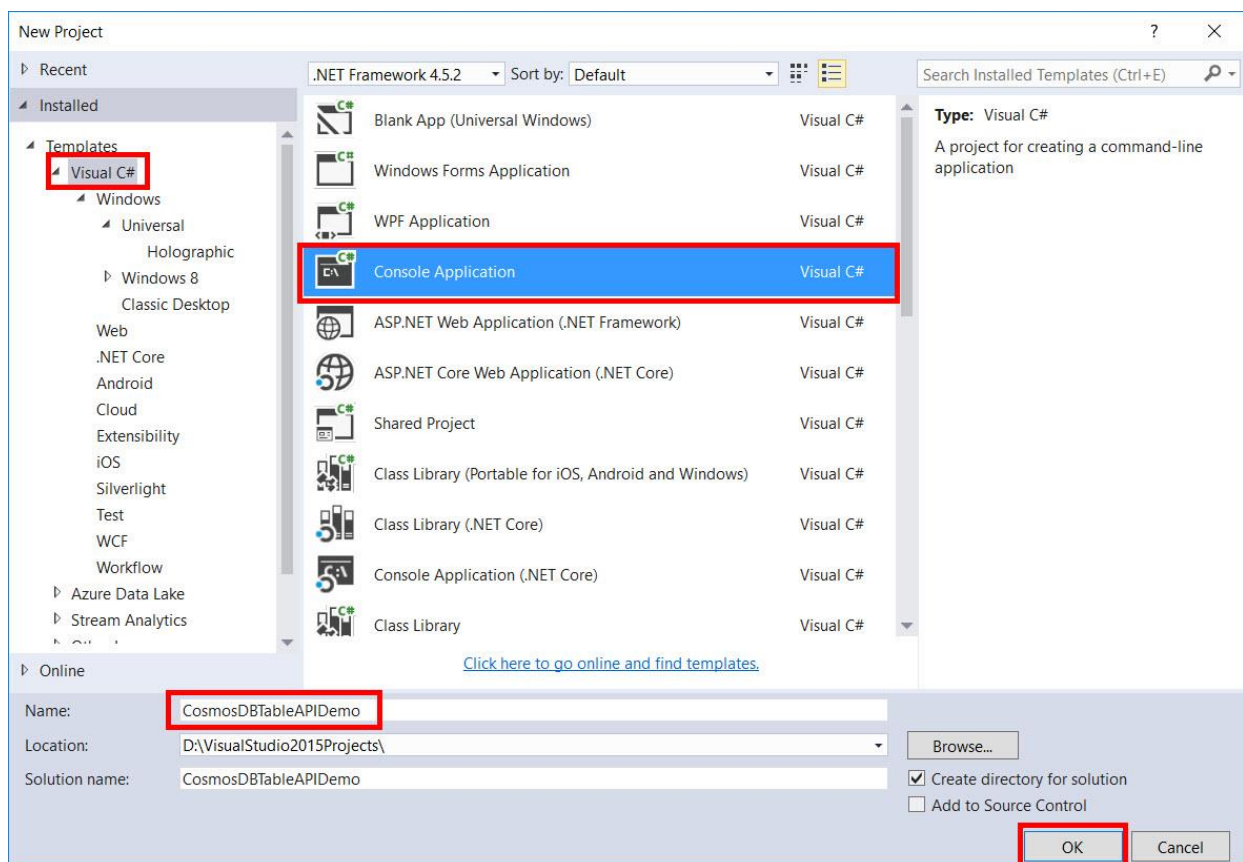 New Project
?
Recent
.NET Framework 4.5.2
Sort by: Default
Search Installed Templates (Ctrl+E)
Installed
Templates
Visual C#
Windows
Universal
Holographic
Windows 8
Classic Desktop
Web
.NET Core
Android
Cloud
Extensibility
iOS
Silverlight
Test
WCF
Workflow
Azure Data Lake
Stream Analytics
Online
Blank App (Universal Windows) Visual C#
Windows Forms Application Visual C#
WPF Application Visual C#
Console Application Visual C#
ASP.NET Web Application (.NET Framework) Visual C#
ASP.NET Core Web Application (.NET Core) Visual C#
Shared Project Visual C#
Class Library (Portable for iOS, Android and Windows) Visual C#
Class Library (.NET Core) Visual C#
Console Application (.NET Core) Visual C#
Class Library Visual C#
Click here to go online and find templates.
Type: Visual C#
A project for creating a command-line
application
Name: CosmosDBTableAPIDemo
Location: D:\VisualStudio2015Projects\
Browse...
Solution name: CosmosDBTableAPIDemo
Create directory for solution
Add to Source Control
OK
Cancel